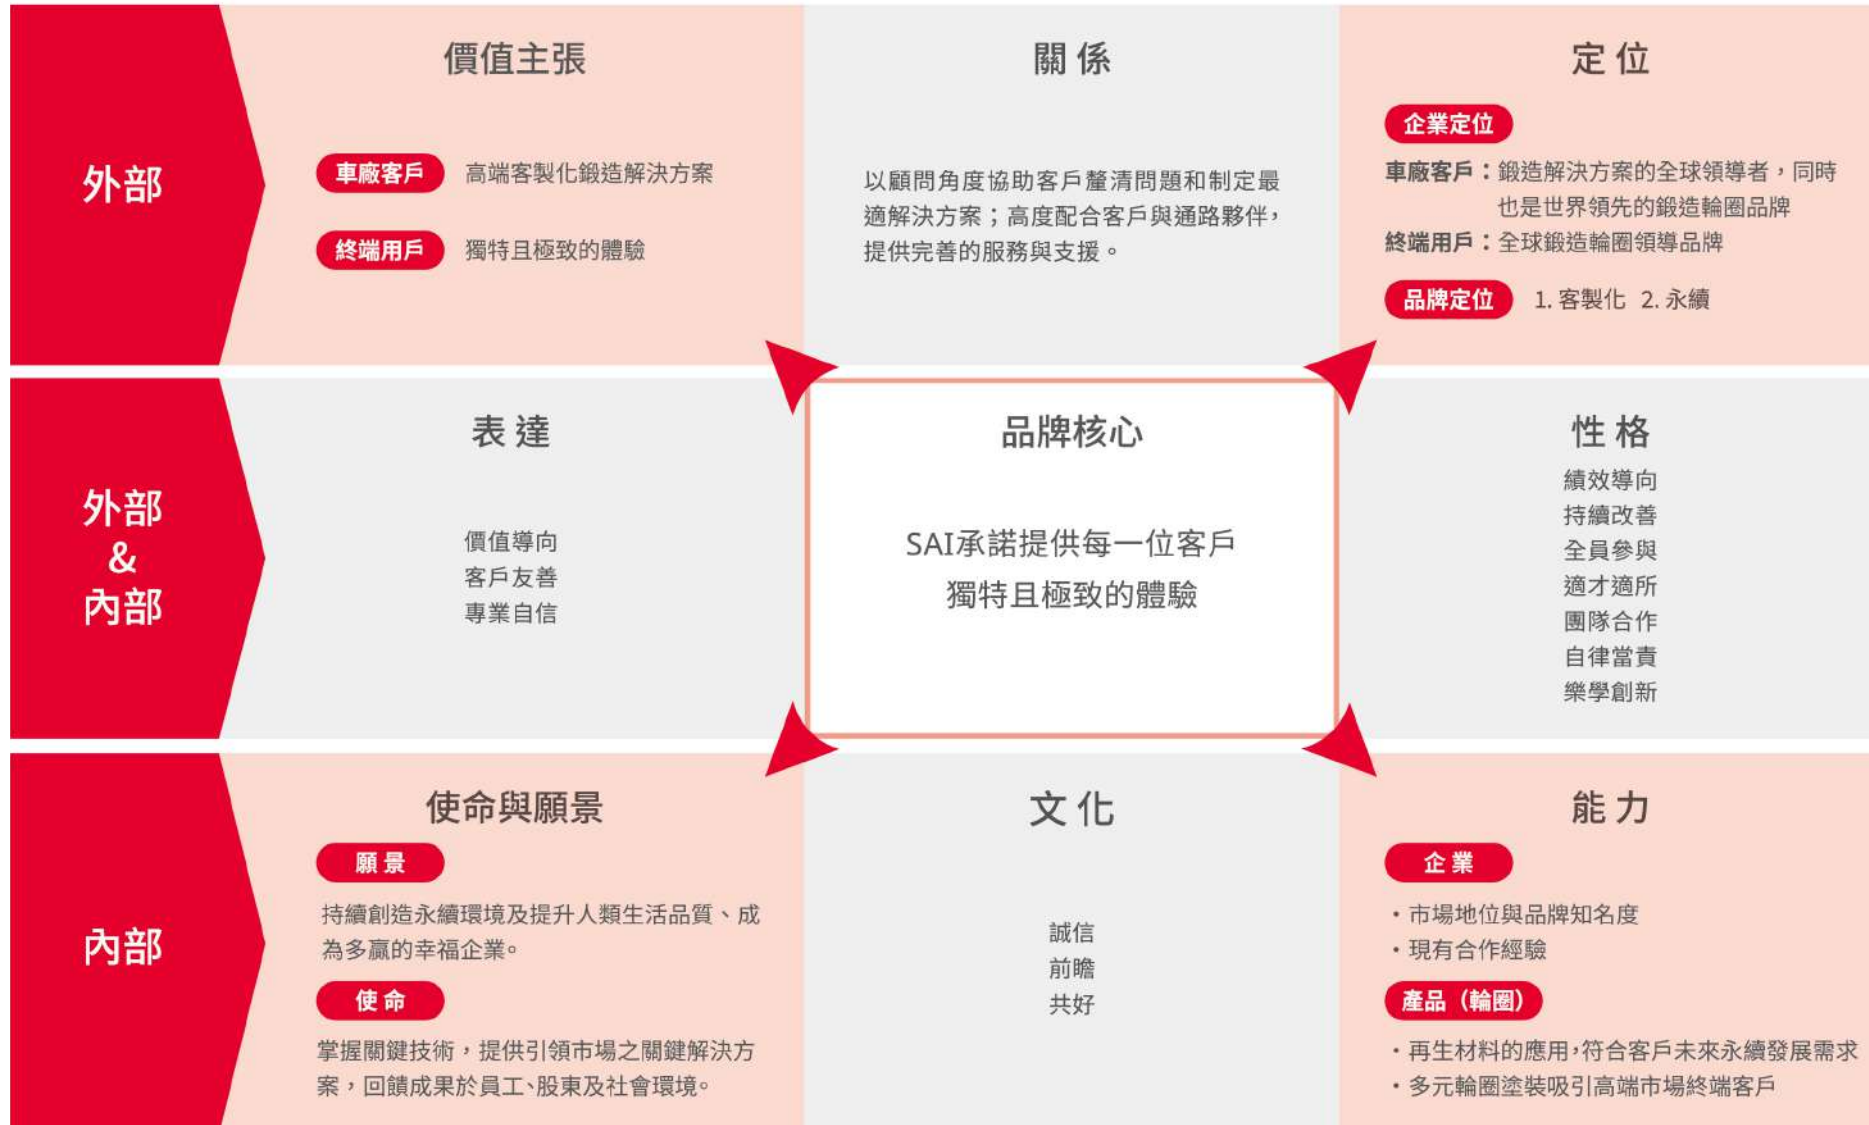 外部
價值主張
車廠客戶 高端客製化鍛造解決方案
終端用戶 獨特且極致的體驗
關係
以顧問角度協助客戶釐清問題和制定最
適解決方案；高度配合客戶與通路夥伴，
提供完善的服務與支援。
定位
企業定位
車廠客戶：鍛造解決方案的全球領導者，同時
也是世界領先的鍛造輪圈品牌
終端用戶：全球鍛造輪圈領導品牌
品牌定位 1. 客製化 2. 永續
外部
&
內部
表達
價值導向
客戶友善
專業自信
品牌核心
SAI承諾提供每一位客戶
獨特且極致的體驗
性格
績效導向
持續改善
全員參與
適才適所
團隊合作
自律當責
樂學創新
內部
使命與願景
願景
持續創造永續環境及提升人類生活品質、成
為多贏的幸福企業。
使命
掌握關鍵技術，提供引領市場之關鍵解決方
案，回饋成果於員工、股東及社會環境。
文化
誠信
前瞻
共好
能力
企業
・市場地位與品牌知名度
・現有合作經驗
產品（輪圈）
・再生材料的應用，符合客戶未來永續發展需求
・多元輪圈塗裝吸引高端市場終端客戶